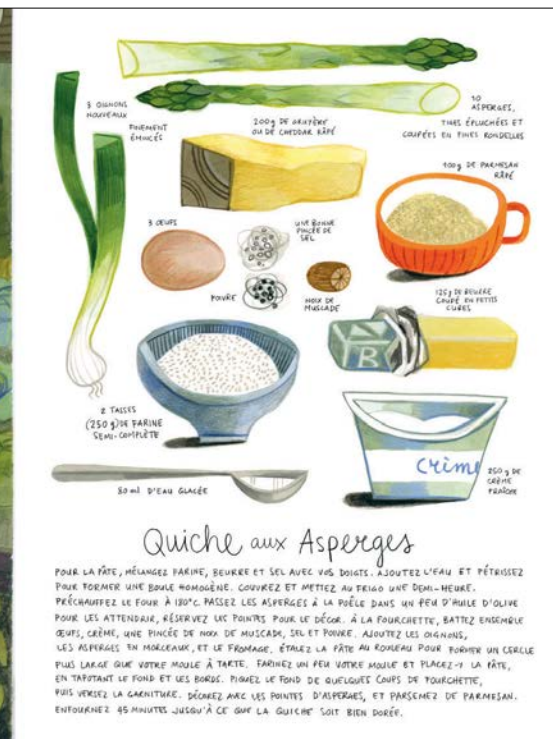 3 OIGNONS
NOUVEAUX
FINEMENT
ÉMINCÉS
200g DE GRUYÈRE
OU DE CHEDDAR RÂPÉ
10
ASPERGES,
TIGES ÉPLUCHÉES ET
COUPÉES EN FINES RONDELLES
100g DE PARMESAN
RÂPÉ
3 ŒUFS
UNE BONNE
PINCÉE DE
SEL
POIVRE
NOIX DE
MUSCADE
125g DE BEURRE
COUPÉ EN PETITS
CUBES
2 TASSES
(250 g) DE FARINE
SEMI-COMPLÈTE
crème
250 g DE
CRÈME
FRAÎCHE
80 ml D'EAU GLACÉE
Quiche aux Asperges
POUR LA PÂTE, MÉLANGEZ FARINE, BEURRE ET SEL AVEC VOS DOIGTS. AJOUTEZ L'EAU ET PÉTRISSEZ
POUR FORMER UNE BOULE HOMOGÈNE. COUVREZ ET METTEZ AU FRIGO UNE DEMI-HEURE.
PRÉCHAUFFEZ LE FOUR À 180°C. PASSEZ LES ASPERGES À LA POÊLE DANS UN PEU D'HUILE D'OLIVE
POUR LES ATTENDRIR, RÉSERVEZ LES POINTES POUR LE DÉCOR. À LA FOURCHETTE, BATTEZ ENSEMBLE
ŒUFS, CRÈME, UNE PINCÉE DE NOIX DE MUSCADE, SEL ET POIVRE. AJOUTEZ LES OIGNONS,
LES ASPERGES EN MORCEAUX, ET LE FROMAGE. ÉTALEZ LA PÂTE AU ROULEAU POUR FORMER UN CERCLE
PLUS LARGE QUE VOTRE MOULE À TARTE. FARINEZ UN PEU VOTRE MOULE ET PLACEZ-Y LA PÂTE,
EN TAPOTANT LE FOND ET LES BORDS. PIQUEZ LE FOND DE QUELQUES COUPS DE FOURCHETTE,
PUIS VERSEZ LA GARNITURE. DÉCOREZ AVEC LES POINTES D'ASPERGES, ET PARSEMEZ DE PARMESAN.
ENFOURNEZ 45 MINUTES JUSQU'À CE QUE LA QUICHE SOIT BIEN DORÉE.